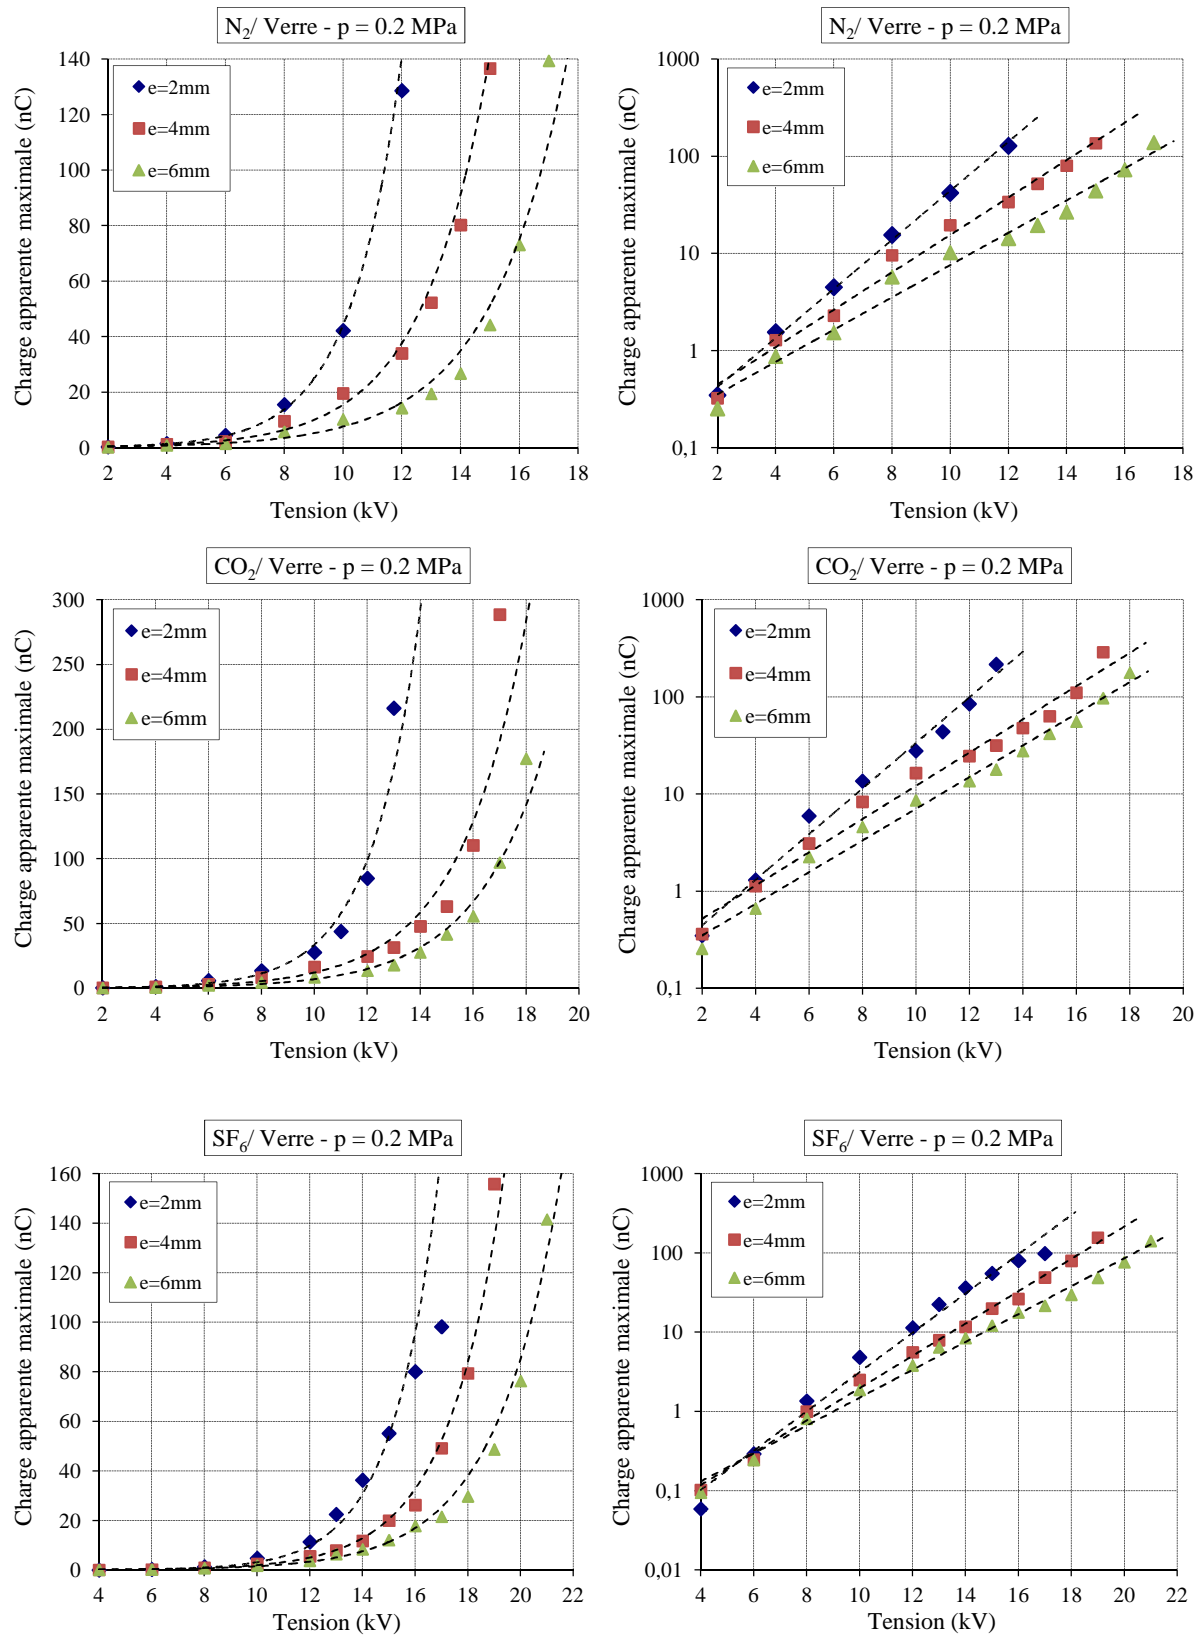 N₂/ Verre - p = 0.2 MPa
Charge apparente maximale (nC)
140
120
100
80
60
40
20
0
e=2mm
e=4mm
e=6mm
2 4 6 8 10 12 14 16 18
Tension (kV)
N₂/ Verre - p = 0.2 MPa
Charge apparente maximale (nC)
1000
100
10
1
0,1
e=2mm
e=4mm
e=6mm
2 4 6 8 10 12 14 16 18
Tension (kV)
CO₂/ Verre - p = 0.2 MPa
Charge apparente maximale (nC)
300
250
200
150
100
50
0
e=2mm
e=4mm
e=6mm
2 4 6 8 10 12 14 16 18 20
Tension (kV)
CO₂/ Verre - p = 0.2 MPa
Charge apparente maximale (nC)
1000
100
10
1
0,1
e=2mm
e=4mm
e=6mm
2 4 6 8 10 12 14 16 18 20
Tension (kV)
SF₆/ Verre - p = 0.2 MPa
Charge apparente maximale (nC)
160
140
120
100
80
60
40
20
0
e=2mm
e=4mm
e=6mm
4 6 8 10 12 14 16 18 20 22
Tension (kV)
SF₆/ Verre - p = 0.2 MPa
Charge apparente maximale (nC)
1000
100
10
1
0,1
0,01
e=2mm
e=4mm
e=6mm
4 6 8 10 12 14 16 18 20 22
Tension (kV)